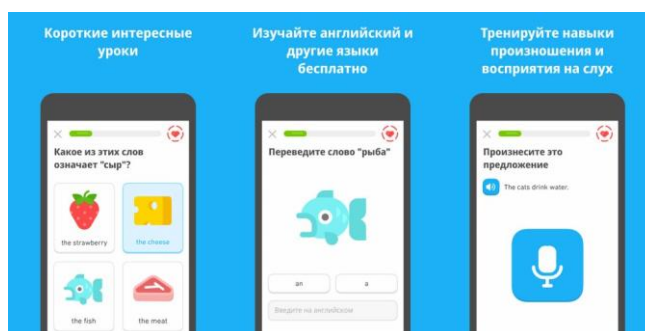 Короткие интересные
уроки
Какое из этих слов
означает "сыр"?
the strawberry
the cheese
the fish
the meat
Изучайте английский и
другие языки
бесплатно
Переведите слово "рыба"
an
a
Введите на английском
Тренируйте навыки
произношения и
восприятия на слух
Произнесите это
предложение
The cats drink water.